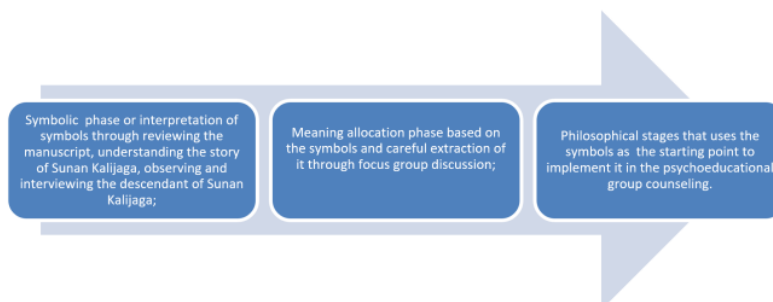 Symbolic phase or interpretation of
symbols through reviewing the
manuscript, understanding the story
of Sunan Kalijaga, observing and
interviewing the descendant of Sunan
Kalijaga;
Meaning allocation phase based on
the symbols and careful extraction of
it through focus group discussion;
Philosophical stages that uses the
symbols as the starting point to
implement it in the psychoeducational
group counseling.